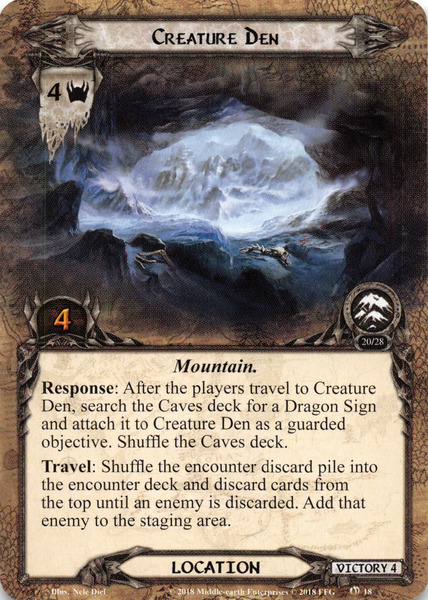 CREATURE DEN
4
4
20/28
Mountain.
Response: After the players travel to Creature
Den, search the Caves deck for a Dragon Sign
and attach it to Creature Den as a guarded
objective. Shuffle the Caves deck.
Travel: Shuffle the encounter discard pile into
the encounter deck and discard cards from
the top until an enemy is discarded. Add that
enemy to the staging area.
LOCATION
VICTORY 4
Illus. Nele Diel
© 2018 Middle-earth Enterprises © 2018 FFG
18